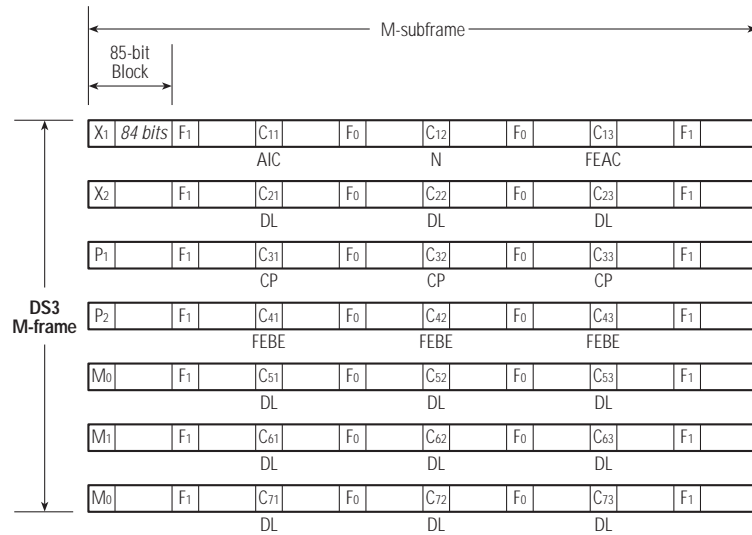 M-subframe
85-bit
Block
X1 84 bits F1 C11 F0 C12 F0 C13 F1
AIC N FEAC
X2 F1 C21 F0 C22 F0 C23 F1
DL DL DL
P1 F1 C31 F0 C32 F0 C33 F1
CP CP CP
DS3
M-frame
P2 F1 C41 F0 C42 F0 C43 F1
FEBE FEBE FEBE
M0 F1 C51 F0 C52 F0 C53 F1
DL DL DL
M1 F1 C61 F0 C62 F0 C63 F1
DL DL DL
M0 F1 C71 F0 C72 F0 C73 F1
DL DL DL